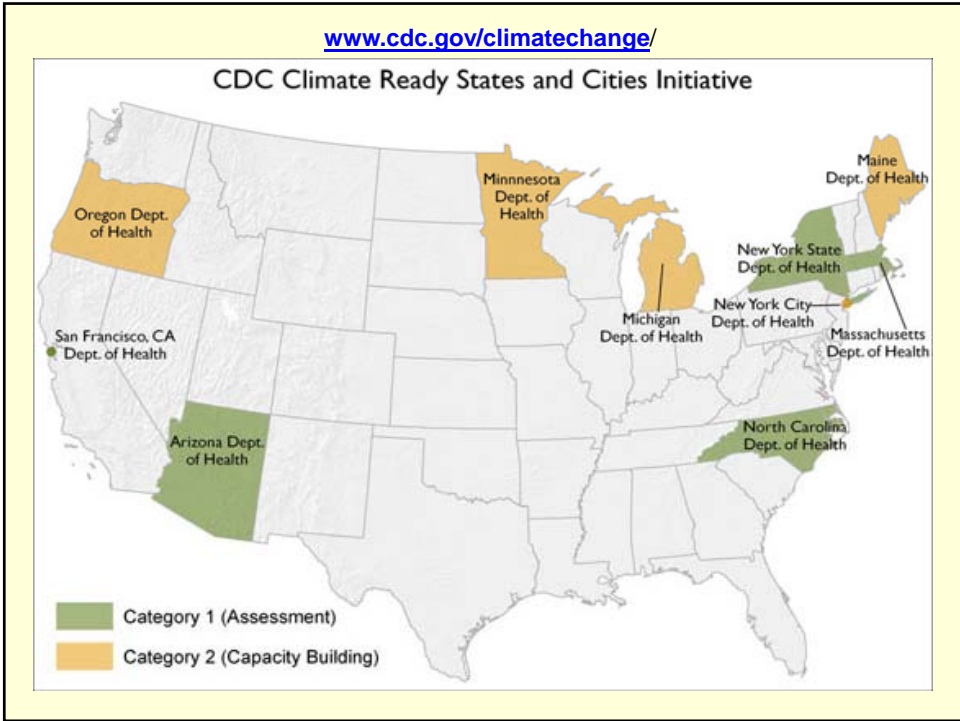 www.cdc.gov/climatechange/
CDC Climate Ready States and Cities Initiative
Oregon Dept.
of Health
Minnnesota
Dept. of
Health
Maine
Dept. of Health
New York State
Dept. of Health
New York City
Dept. of Health
Michigan
Dept. of Health
Massachusetts
Dept. of Health
San Francisco, CA
Dept. of Health
Arizona Dept.
of Health
North Carolina
Dept. of Health
Category 1 (Assessment)
Category 2 (Capacity Building)